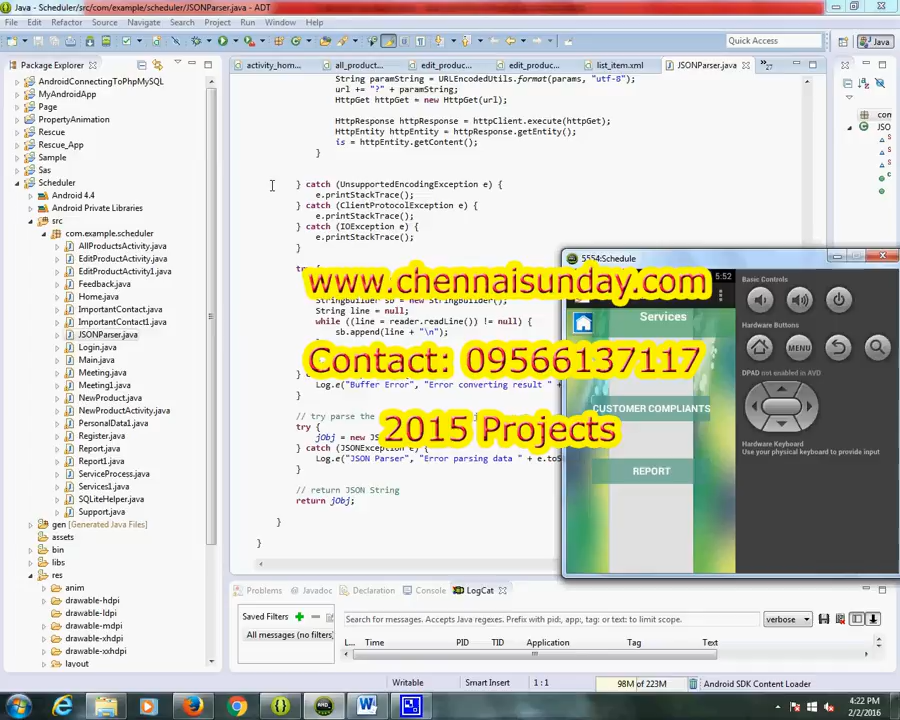 Java - Scheduler/src/com/example/scheduler/JSONParser.java - ADT
File Edit Refactor Source Navigate Search Project Run Window Help
Quick Access
Java
Package Explorer
activity_hom...
all_product...
edit_produc...
edit_produc...
list_item.xml
JSONParser.java
27
AndroidConnectingToPhpMySQL
MyAndroidApp
Page
PropertyAnimation
Rescue
Rescue_App
Sample
Sas
Scheduler
Android 4.4
Android Private Libraries
src
com.example.scheduler
AllProductsActivity.java
EditProductActivity.java
EditProductActivity1.java
Feedback.java
Home.java
ImportantContact.java
ImportantContact1.java
JSONParser.java
Login.java
Main.java
Meeting.java
Meeting1.java
NewProduct.java
NewProductActivity.java
PersonalData1.java
Register.java
Report.java
Report1.java
ServiceProcess.java
Services1.java
SQLiteHelper.java
Support.java
gen [Generated Java Files]
assets
bin
libs
res
anim
drawable-hdpi
drawable-ldpi
drawable-mdpi
drawable-xhdpi
drawable-xxhdpi
layout
String paramString = URLEncodedUtils.format(params, "utf-8");
url += "?" + paramString;
HttpGet httpGet = new HttpGet(url);
HttpResponse httpResponse = httpClient.execute(httpGet);
HttpEntity httpEntity = httpResponse.getEntity();
is = httpEntity.getContent();
}
} catch (UnsupportedEncodingException e) {
e.printStackTrace();
} catch (ClientProtocolException e) {
e.printStackTrace();
} catch (IOException e) {
e.printStackTrace();
}
try {
StringBuilder sb = new StringBuilder();
String line = null;
while ((line = reader.readLine()) != null) {
sb.append(line + "\n");
Log.e("Buffer Error", "Error converting result " +
}
// try parse the
try {
jObj = new JS
} catch (JSONException e) {
Log.e("JSON Parser", "Error parsing data " + e.toS
}
// return JSON String
return jObj;
}
}
www.chennaisunday.com
Contact: 09566137117
2015 Projects
5554:Schedule
5:52
Services
CUSTOMER COMPLIANTS
REPORT
Basic Controls
Hardware Buttons
MENU
DPAD not enabled in AVD
Hardware Keyboard
Use your physical keyboard to provide input
con
JSO
Problems Javadoc Declaration Console LogCat
Saved Filters
All messages (no filters)
Search for messages. Accepts Java regexes. Prefix with pid:, app:, tag: or text: to limit scope.
verbose
L... Time PID TID Application Tag Text
Writable Smart Insert 1 : 1 98M of 223M Android SDK Content Loader
4:22 PM
2/2/2016